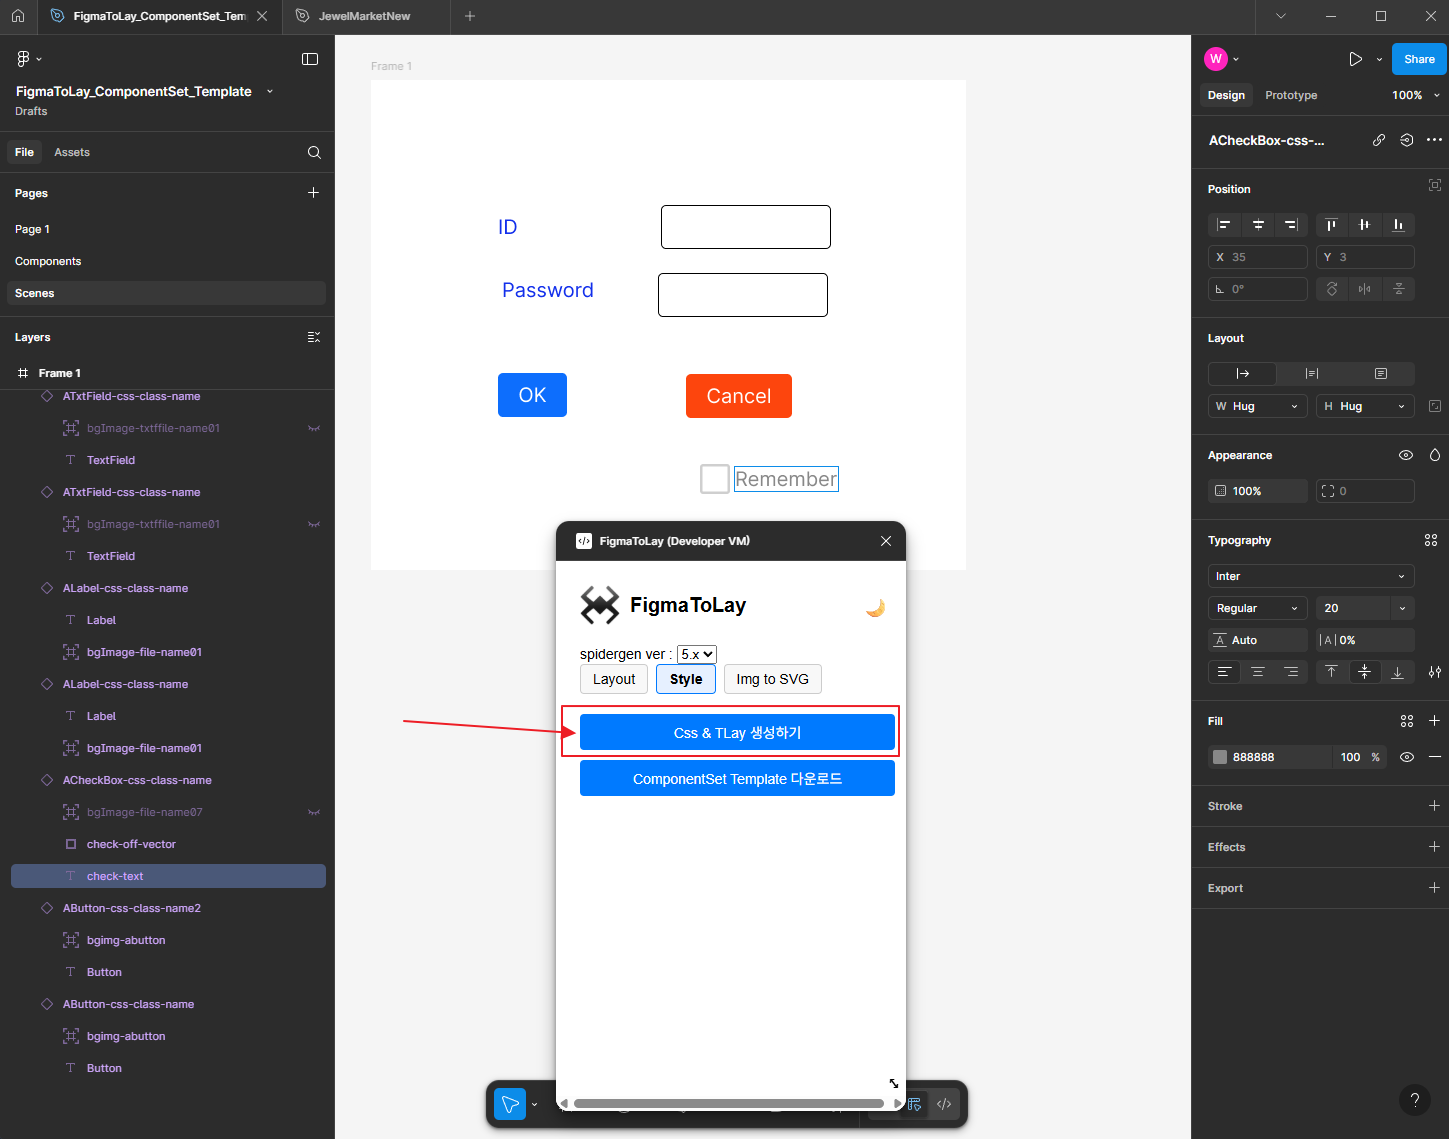 FigmaToLay_ComponentSet_Tem
JewelMarketNew
FigmaToLay_ComponentSet_Template
Drafts
File
Assets
Pages
Page 1
Components
Scenes
Layers
Frame 1
ATxtField-css-class-name
bgImage-txtffile-name01
TextField
ATxtField-css-class-name
bgImage-txtffile-name01
TextField
ALabel-css-class-name
Label
bgImage-file-name01
ALabel-css-class-name
Label
bgImage-file-name01
ACheckBox-css-class-name
bgImage-file-name07
check-off-vector
check-text
AButton-css-class-name2
bgimg-abutton
Button
AButton-css-class-name
bgimg-abutton
Button
Frame 1
ID
Password
OK
Cancel
Remember
FigmaToLay (Developer VM)
FigmaToLay
spidergen ver : 5.x
Layout
Style
Img to SVG
Css & TLay 생성하기
ComponentSet Template 다운로드
W
Share
Design
Prototype
100%
ACheckBox-css-...
Position
X 35
Y 3
0°
Layout
W Hug
H Hug
Appearance
100%
0
Typography
Inter
Regular
20
A Auto
|A| 0%
Fill
888888
100 %
Stroke
Effects
Export
?